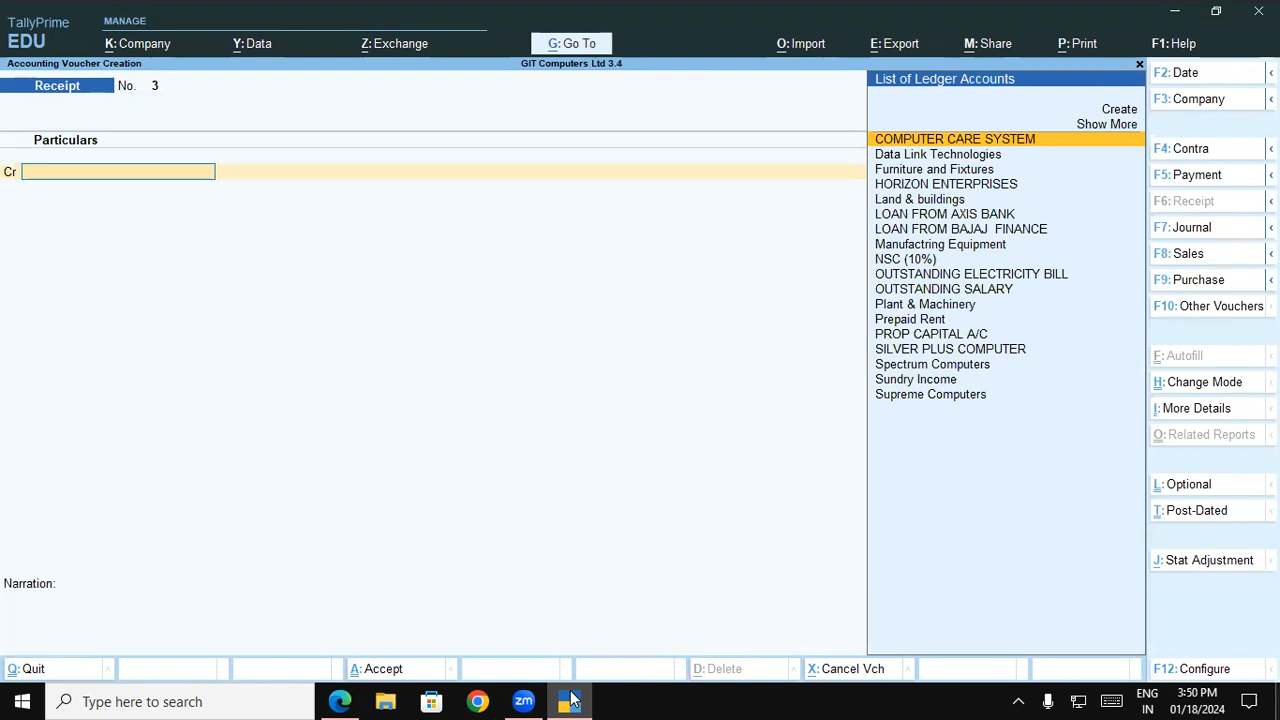 TallyPrime
EDU
MANAGE
K: Company
Y: Data
Z: Exchange
G: Go To
O: Import
E: Export
M: Share
P: Print
F1: Help
Accounting Voucher Creation
GIT Computers Ltd 3.4
Receipt No. 3
Particulars
Cr
Narration:
List of Ledger Accounts
Create
Show More
COMPUTER CARE SYSTEM
Data Link Technologies
Furniture and Fixtures
HORIZON ENTERPRISES
Land & buildings
LOAN FROM AXIS BANK
LOAN FROM BAJAJ  FINANCE
Manufactring Equipment
NSC (10%)
OUTSTANDING ELECTRICITY BILL
OUTSTANDING SALARY
Plant & Machinery
Prepaid Rent
PROP CAPITAL A/C
SILVER PLUS COMPUTER
Spectrum Computers
Sundry Income
Supreme Computers
F2: Date
F3: Company
F4: Contra
F5: Payment
F6: Receipt
F7: Journal
F8: Sales
F9: Purchase
F10: Other Vouchers
F: Autofill
H: Change Mode
I: More Details
O: Related Reports
L: Optional
T: Post-Dated
J: Stat Adjustment
Q: Quit
A: Accept
D: Delete
X: Cancel Vch
F12: Configure
Type here to search
zm
ENG
IN
3:50 PM
01/18/2024